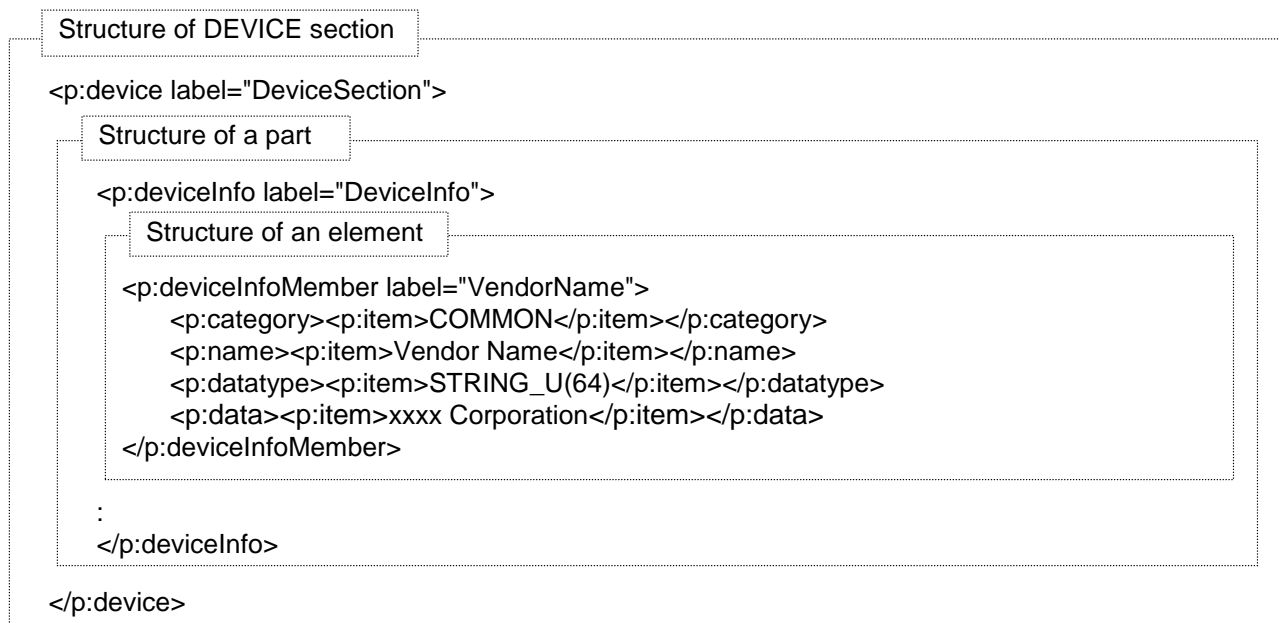 Structure of DEVICE section
<p:device label="DeviceSection">
Structure of a part
<p:deviceInfo label="DeviceInfo">
Structure of an element
<p:deviceInfoMember label="VendorName">
<p:category><p:item>COMMON</p:item></p:category>
<p:name><p:item>Vendor Name</p:item></p:name>
<p:datatype><p:item>STRING_U(64)</p:item></p:datatype>
<p:data><p:item>xxxx Corporation</p:item></p:data>
</p:deviceInfoMember>
:
</p:deviceInfo>
</p:device>